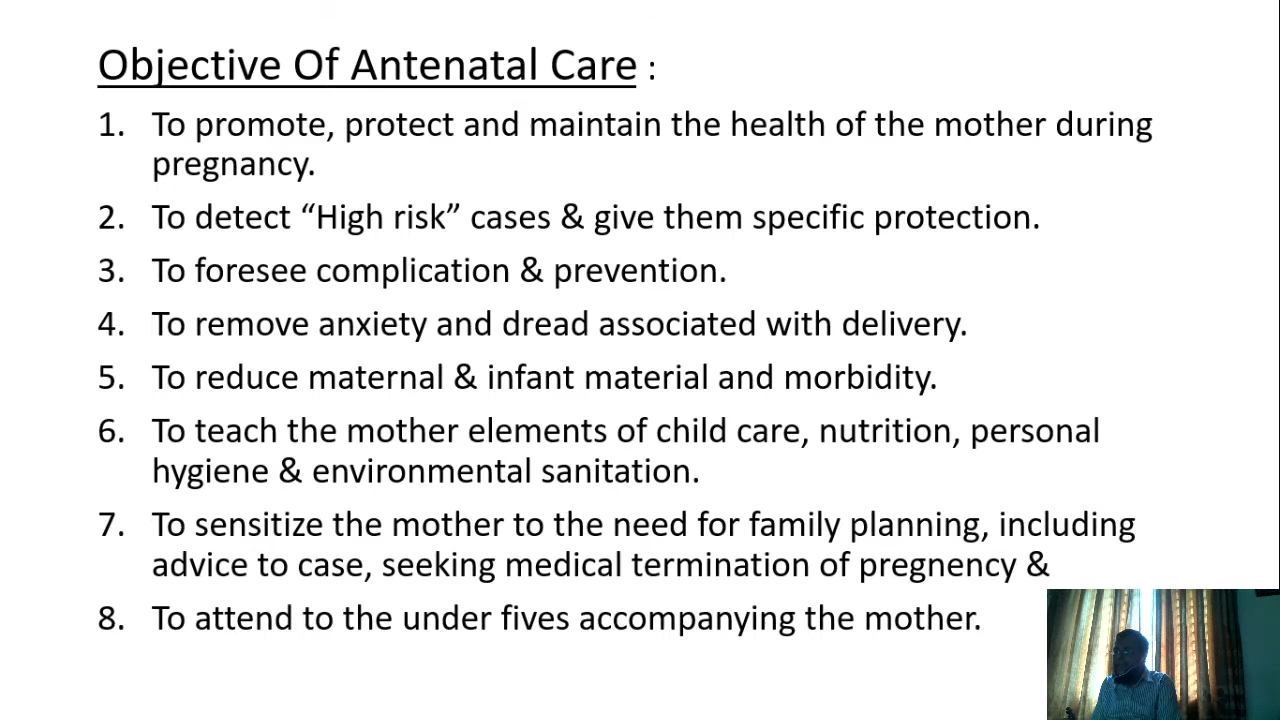 Objective Of Antenatal Care :
1. To promote, protect and maintain the health of the mother during
pregnancy.
2. To detect “High risk” cases & give them specific protection.
3. To foresee complication & prevention.
4. To remove anxiety and dread associated with delivery.
5. To reduce maternal & infant material and morbidity.
6. To teach the mother elements of child care, nutrition, personal
hygiene & environmental sanitation.
7. To sensitize the mother to the need for family planning, including
advice to case, seeking medical termination of pregnency &
8. To attend to the under fives accompanying the mother.